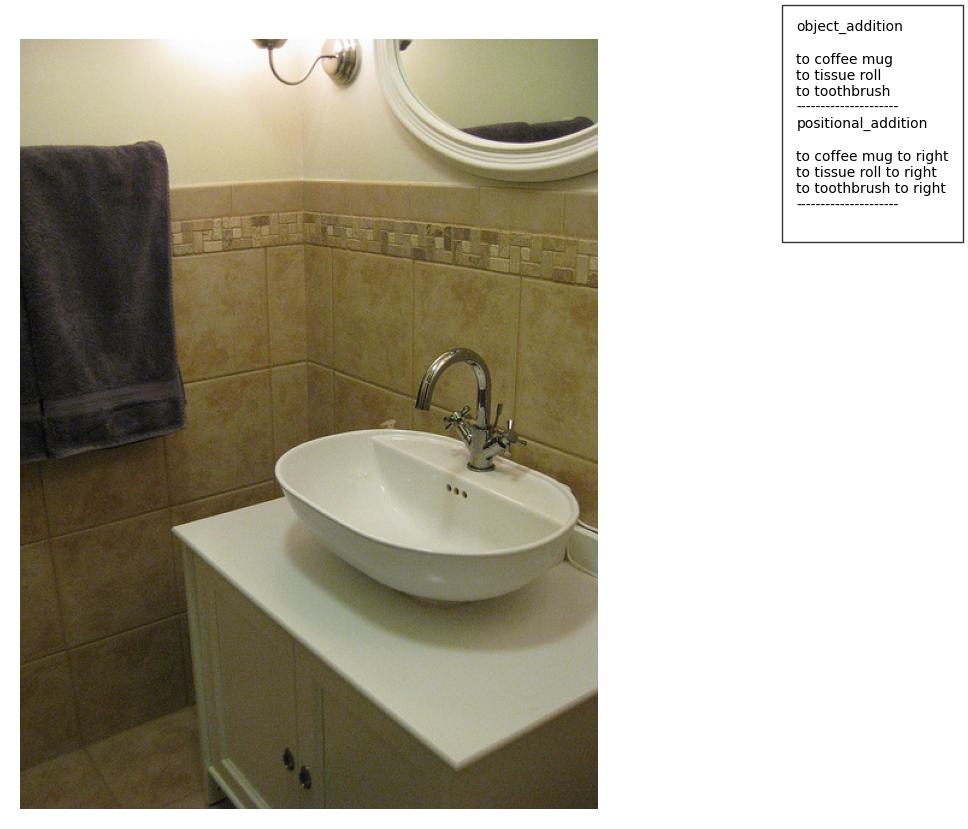 object_addition
to coffee mug
to tissue roll
to toothbrush
---------------------
positional_addition
to coffee mug to right
to tissue roll to right
to toothbrush to right
---------------------